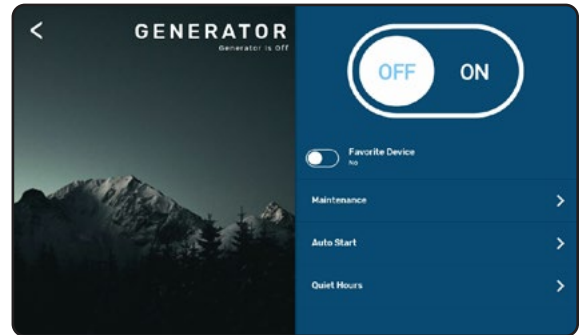 GENERATOR
Generator is Off
OFF
ON
Favorite Device
No
Maintenance
Auto Start
Quiet Hours